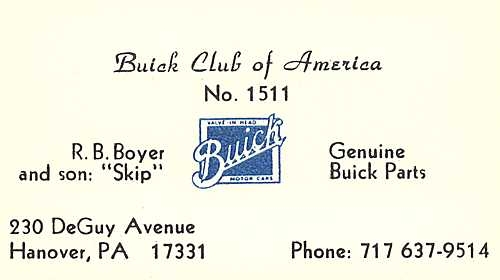 Buick Club of America
No. 1511
VALVE-IN HEAD
Buick
MOTOR CARS
R. B. Boyer
and son: "Skip"
Genuine
Buick Parts
230 DeGuy Avenue
Hanover, PA 17331
Phone: 717 637-9514